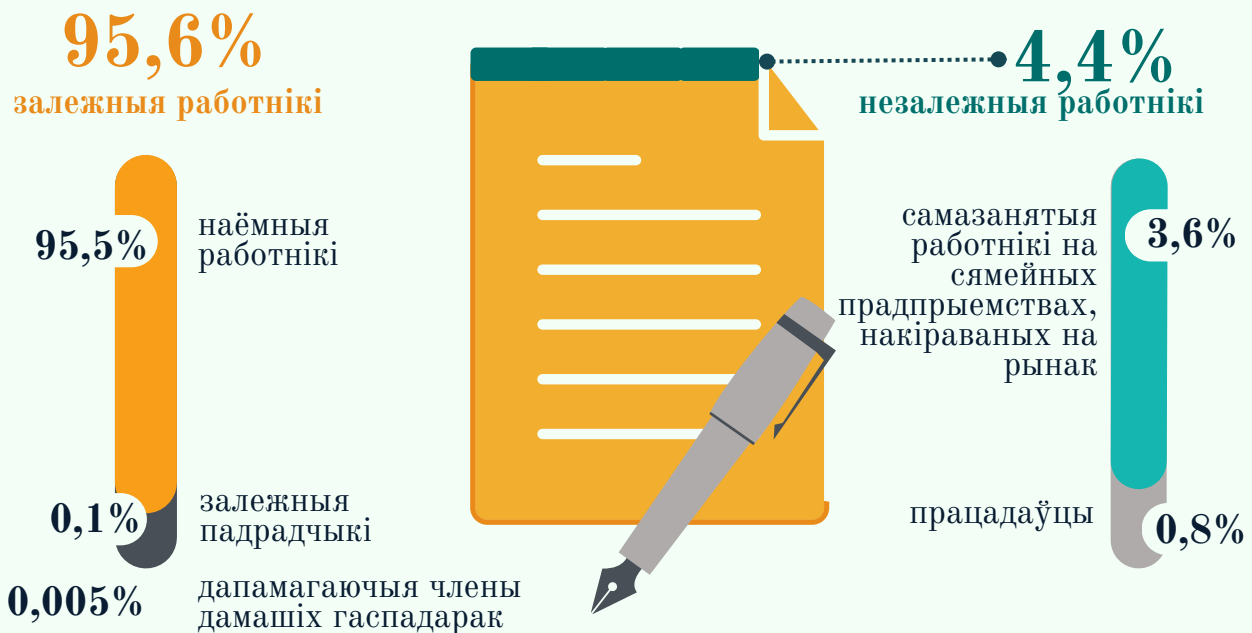 95,6%
залежныя работнікі
95,5%
наёмныя
работнікі
0,1%
залежныя
падрадчыкі
0,005%
дапамагаючыя члены
дамашіх гаспадарак
4,4%
незалежныя работнікі
самазанятыя
работнікі на
сямейных
прадпрыемствах,
накіраваных на
рынак
3,6%
працадаўцы
0,8%